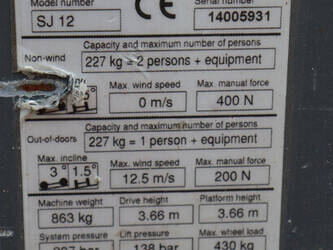 Model number Serial number
SJ 12 CE 14005931
Capacity and maximum number of persons
Non-wind 227 kg = 2 persons + equipment
Max. wind speed Max. manual force
0 m/s 400 N
Capacity and maximum number of persons
Out-of-doors 227 kg = 1 person + equipment
Max. incline Max. wind speed Max. manual force
3° 1.5° 12.5 m/s 200 N
Machine weight Drive height Platform height
863 kg 3.66 m 3.66 m
System pressure Lift pressure Max. wheel load
207 bar 138 bar 430 kg